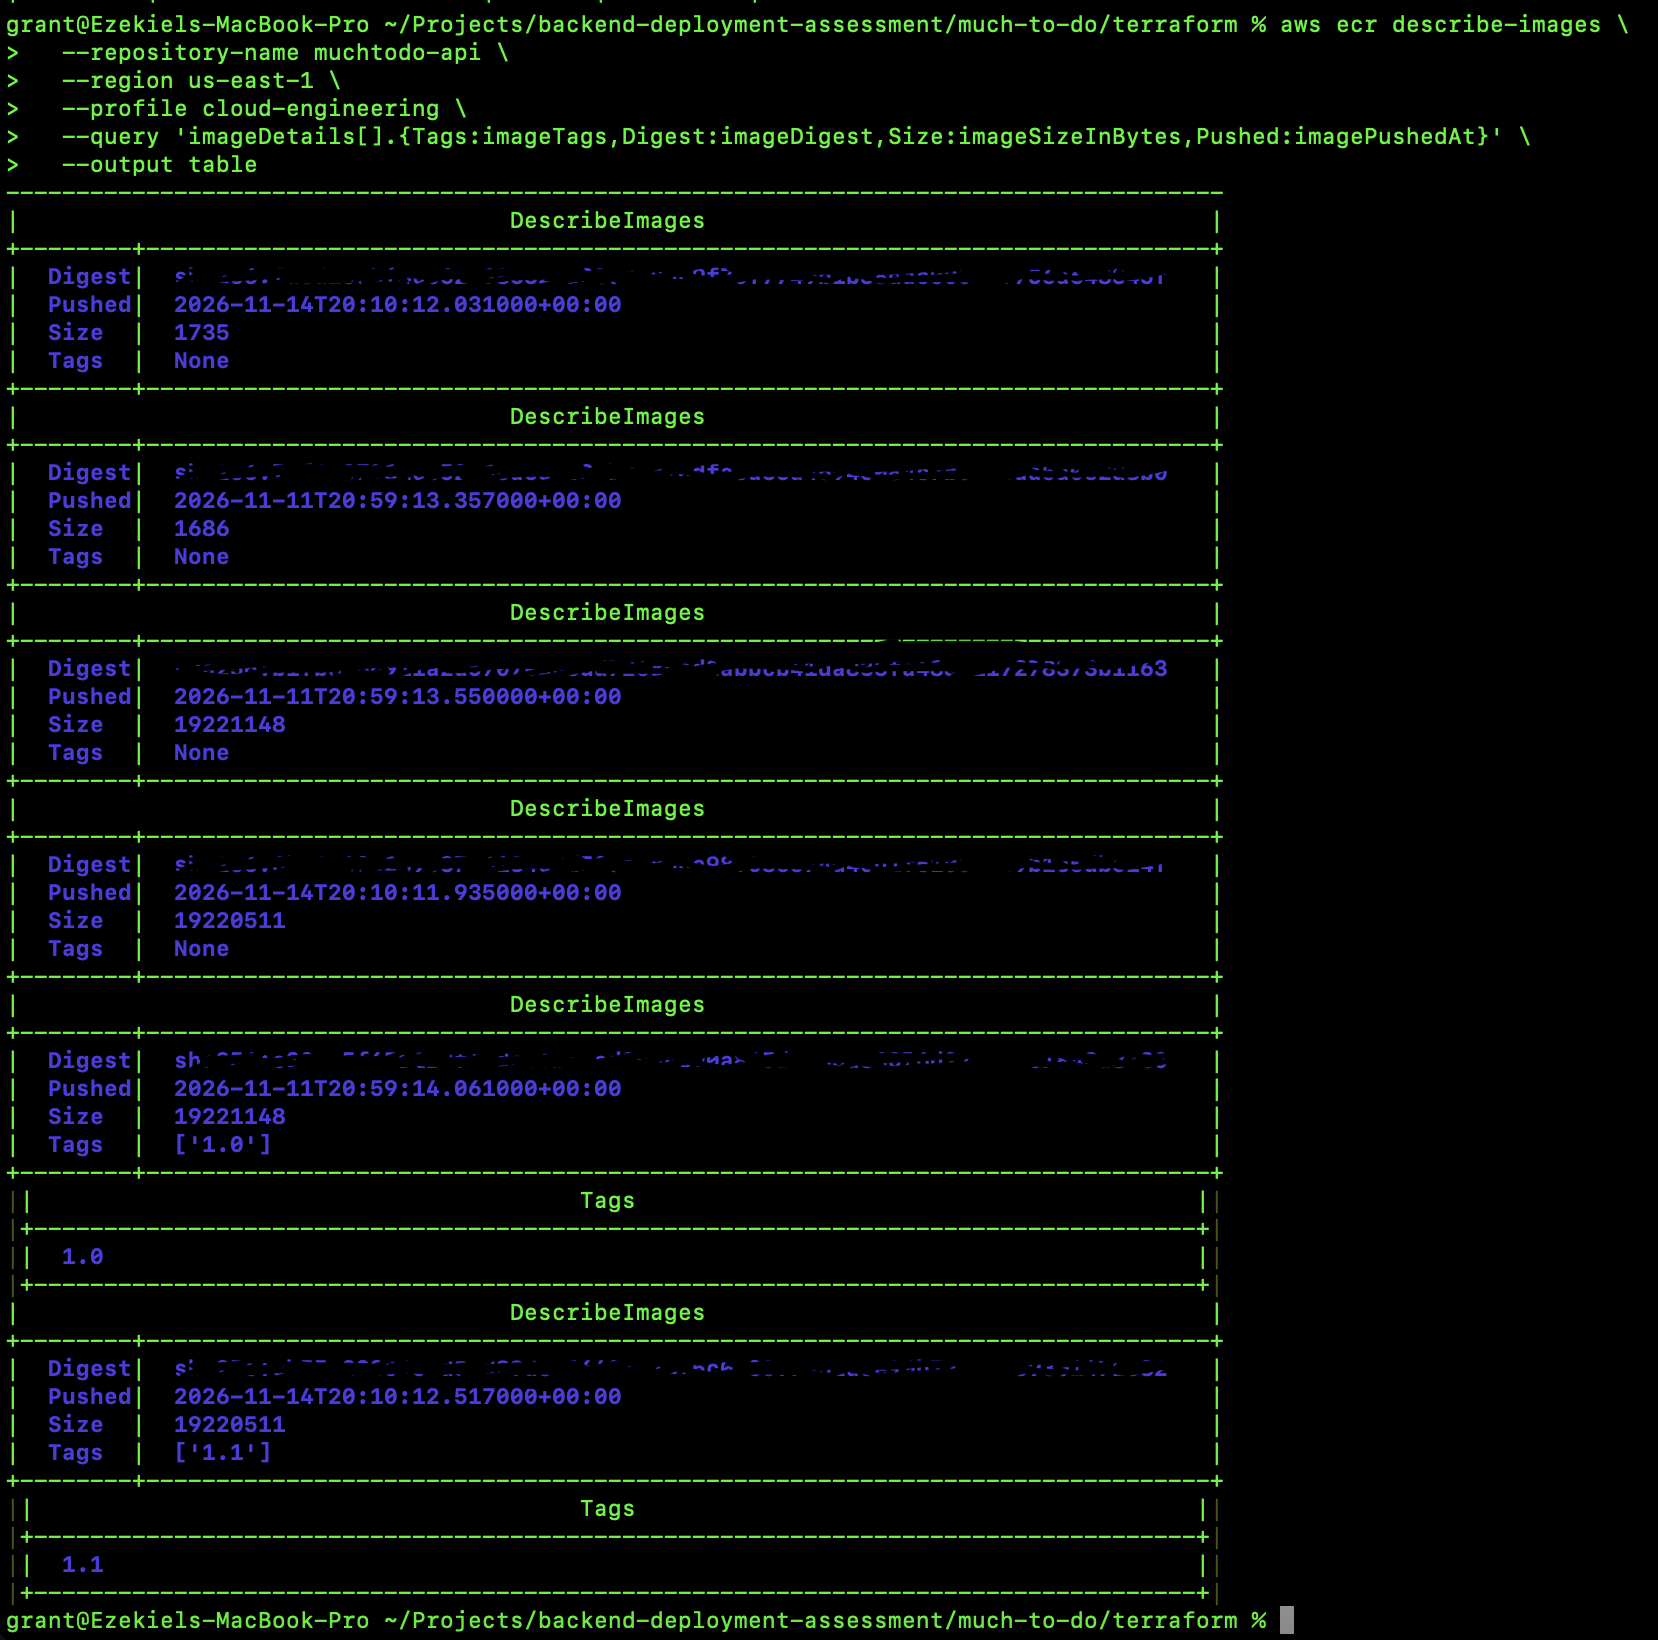 grant@Ezekiels-MacBook-Pro ~/Projects/backend-deployment-assessment/much-to-do/terraform % aws ecr describe-images \
>   --repository-name muchtodo-api \
>   --region us-east-1 \
>   --profile cloud-engineering \
>   --query 'imageDetails[].{Tags:imageTags,Digest:imageDigest,Size:imageSizeInBytes,Pushed:imagePushedAt}' \
>   --output table
DescribeImages
Digest
Pushed| 2026-11-14T20:10:12.031000+00:00
Size | 1735
Tags | None
DescribeImages
Digest
Pushed| 2026-11-11T20:59:13.357000+00:00
Size | 1686
Tags | None
DescribeImages
Digest
Pushed| 2026-11-11T20:59:13.550000+00:00
Size | 19221148
Tags | None
DescribeImages
Digest
Pushed| 2026-11-14T20:10:11.935000+00:00
Size | 19220511
Tags | None
DescribeImages
Digest
Pushed| 2026-11-11T20:59:14.061000+00:00
Size | 19221148
Tags | ['1.0']
Tags
1.0
DescribeImages
Digest
Pushed| 2026-11-14T20:10:12.517000+00:00
Size | 19220511
Tags | ['1.1']
Tags
1.1
grant@Ezekiels-MacBook-Pro ~/Projects/backend-deployment-assessment/much-to-do/terraform %